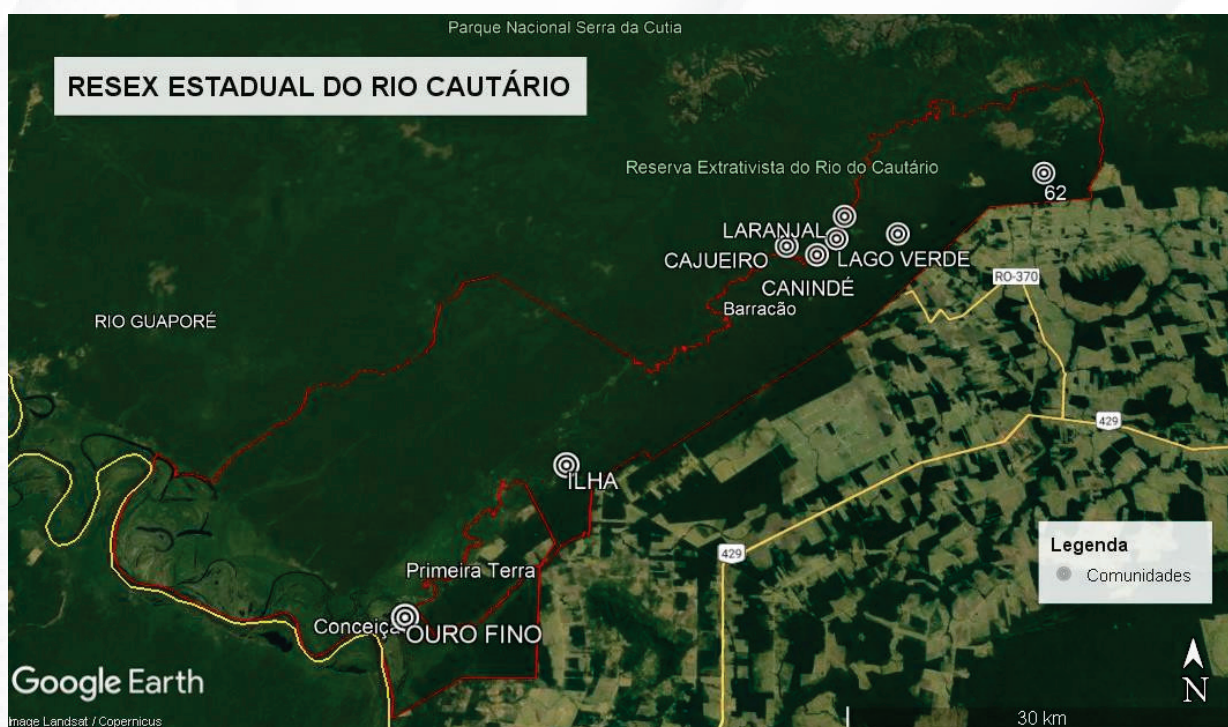 Parque Nacional Serra da Cutia
RESEX ESTADUAL DO RIO CAUTÁRIO
Reserva Extrativista do Rio do Cautário
62
LARANJAL
CAJUEIRO
LAGO VERDE
RO-370
CANINDÉ
Barracão
RIO GUAPORÉ
429
ILHA
429
Legenda
Comunidades
Primeira Terra
Conceiçã
OURO FINO
Google Earth
N
Image Landsat / Copernicus
30 km